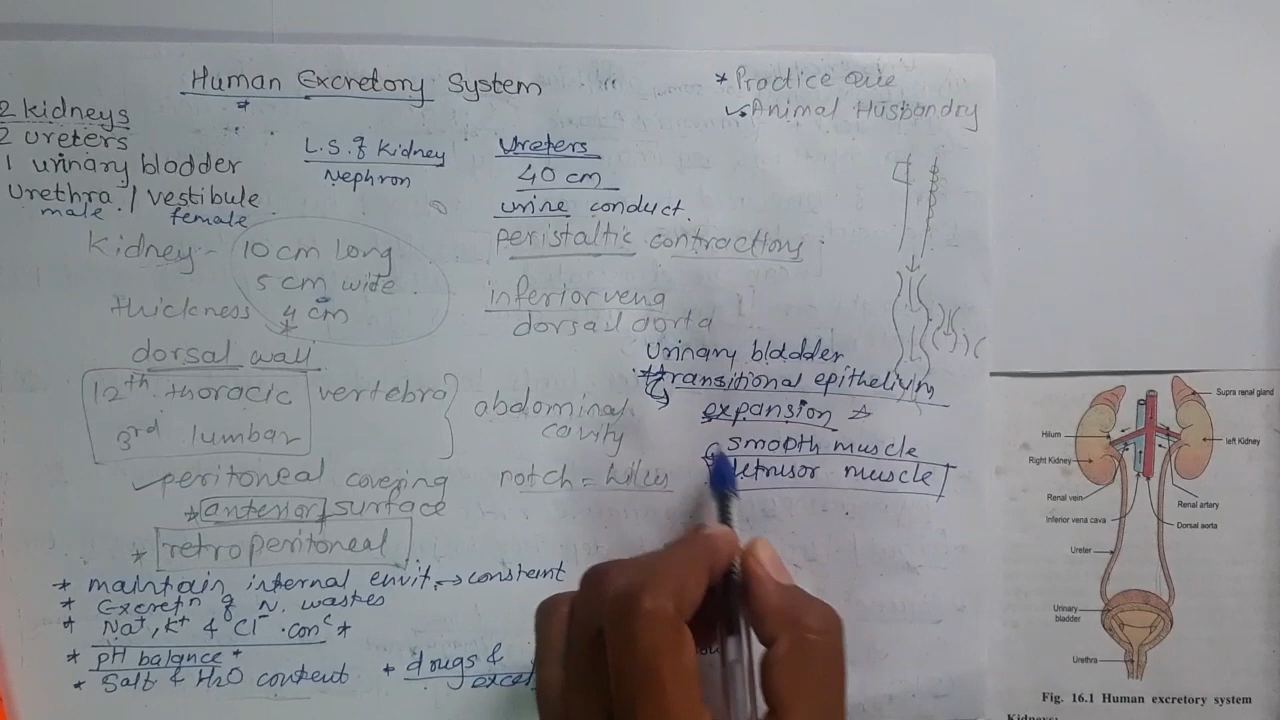 Human Excretory System
* Practice Que
Animal Husbandry
2 kidneys
2 ureters
1 urinary bladder
Urethra / vestibule
male female
L.S. of Kidney
Nephron
Ureters
40 cm
urine conduct.
peristaltic contractions
Kidney - 10 cm long
5 cm wide
thickness 4 cm
inferior vena
dorsal aorta
dorsal wall
12th thoracic vertebra
3rd lumbar
abdominal
cavity
peritoneal covering
* anterior surface
* retroperitoneal
notch = hilus
Urinary bladder
* transitional epithelium
expansion
smooth muscle
detrusor muscle
* maintain internal envit. → constant
* Excretn of N. wastes
* Na+, K+ & Cl- conc *
* pH balance *
* Salt & H2O content
* drugs &
Supra renal gland
Hilum
left Kidney
Right Kidney
Renal vein
Renal artery
Inferior vena cava
Dorsal aorta
Ureter
Urinary
bladder
Urethra
Fig. 16.1 Human excretory system
Kidneys: